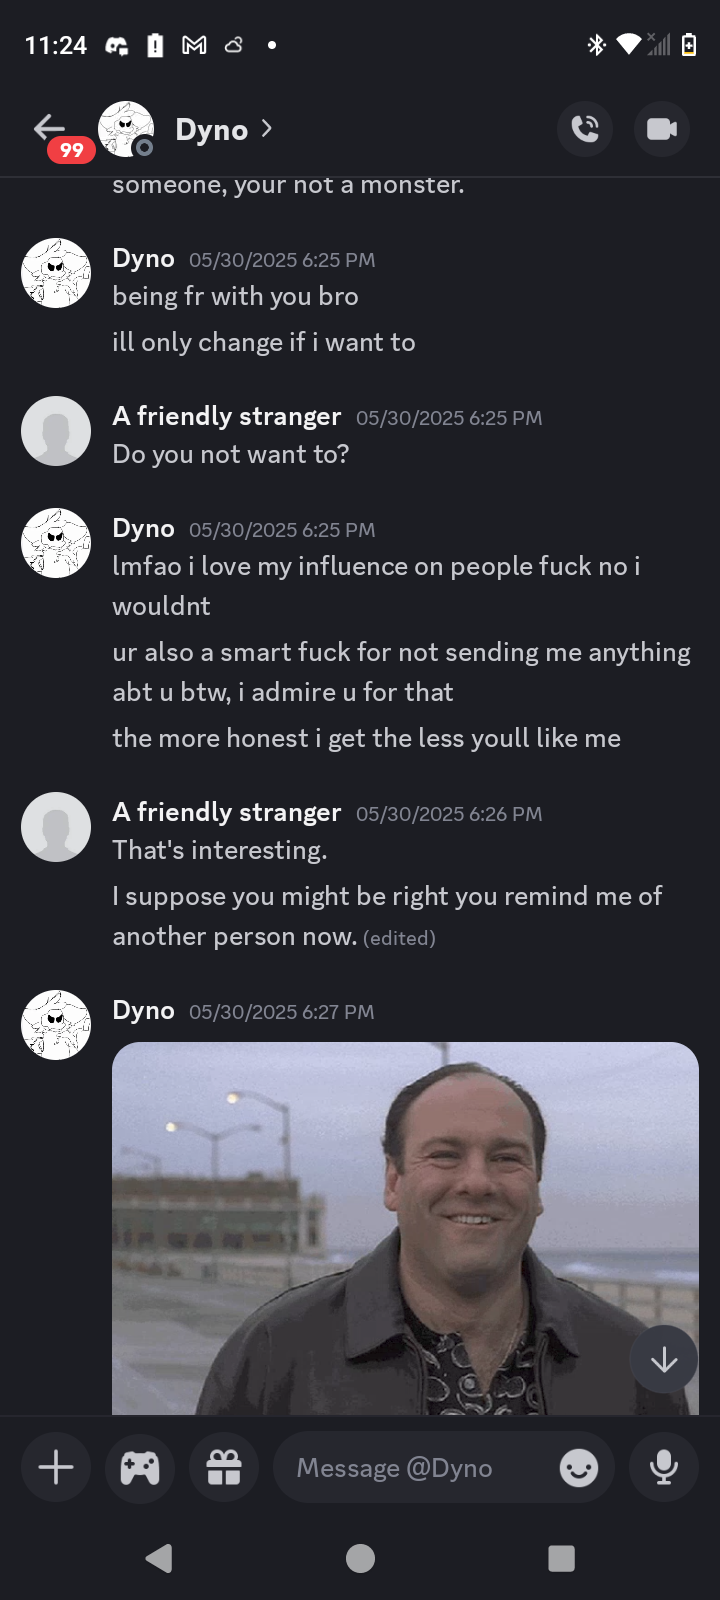 11:24
99
Dyno
someone, your not a monster.
Dyno 05/30/2025 6:25 PM
being fr with you bro
ill only change if i want to
A friendly stranger 05/30/2025 6:25 PM
Do you not want to?
Dyno 05/30/2025 6:25 PM
lmfao i love my influence on people fuck no i
wouldnt
ur also a smart fuck for not sending me anything
abt u btw, i admire u for that
the more honest i get the less youll like me
A friendly stranger 05/30/2025 6:26 PM
That's interesting.
I suppose you might be right you remind me of
another person now. (edited)
Dyno 05/30/2025 6:27 PM
Message @Dyno